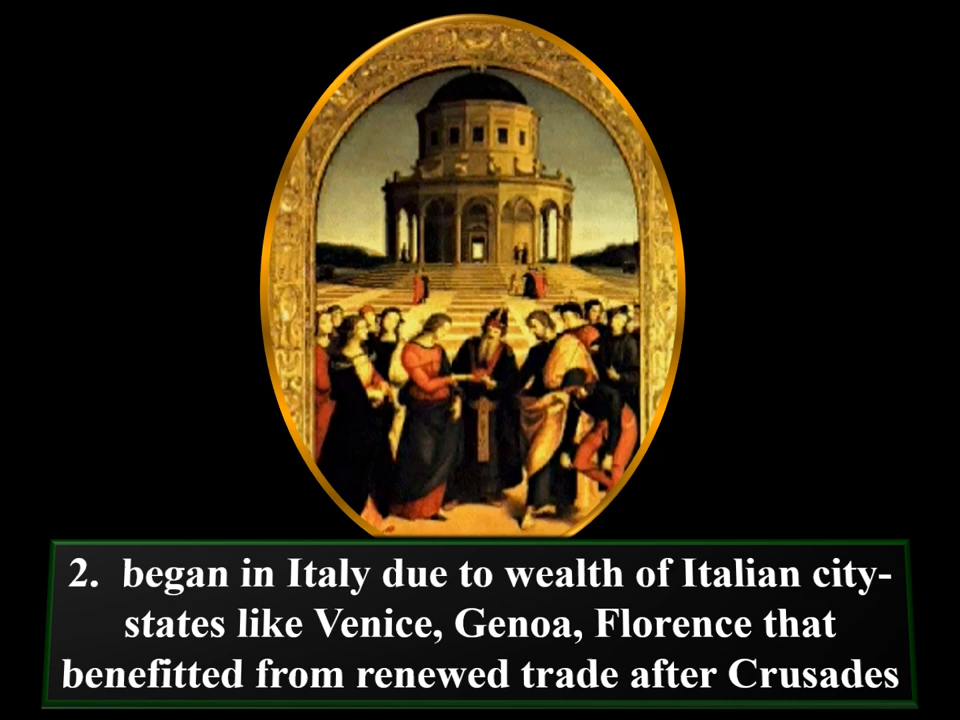 2.  began in Italy due to wealth of Italian city-
states like Venice, Genoa, Florence that
benefitted from renewed trade after Crusades